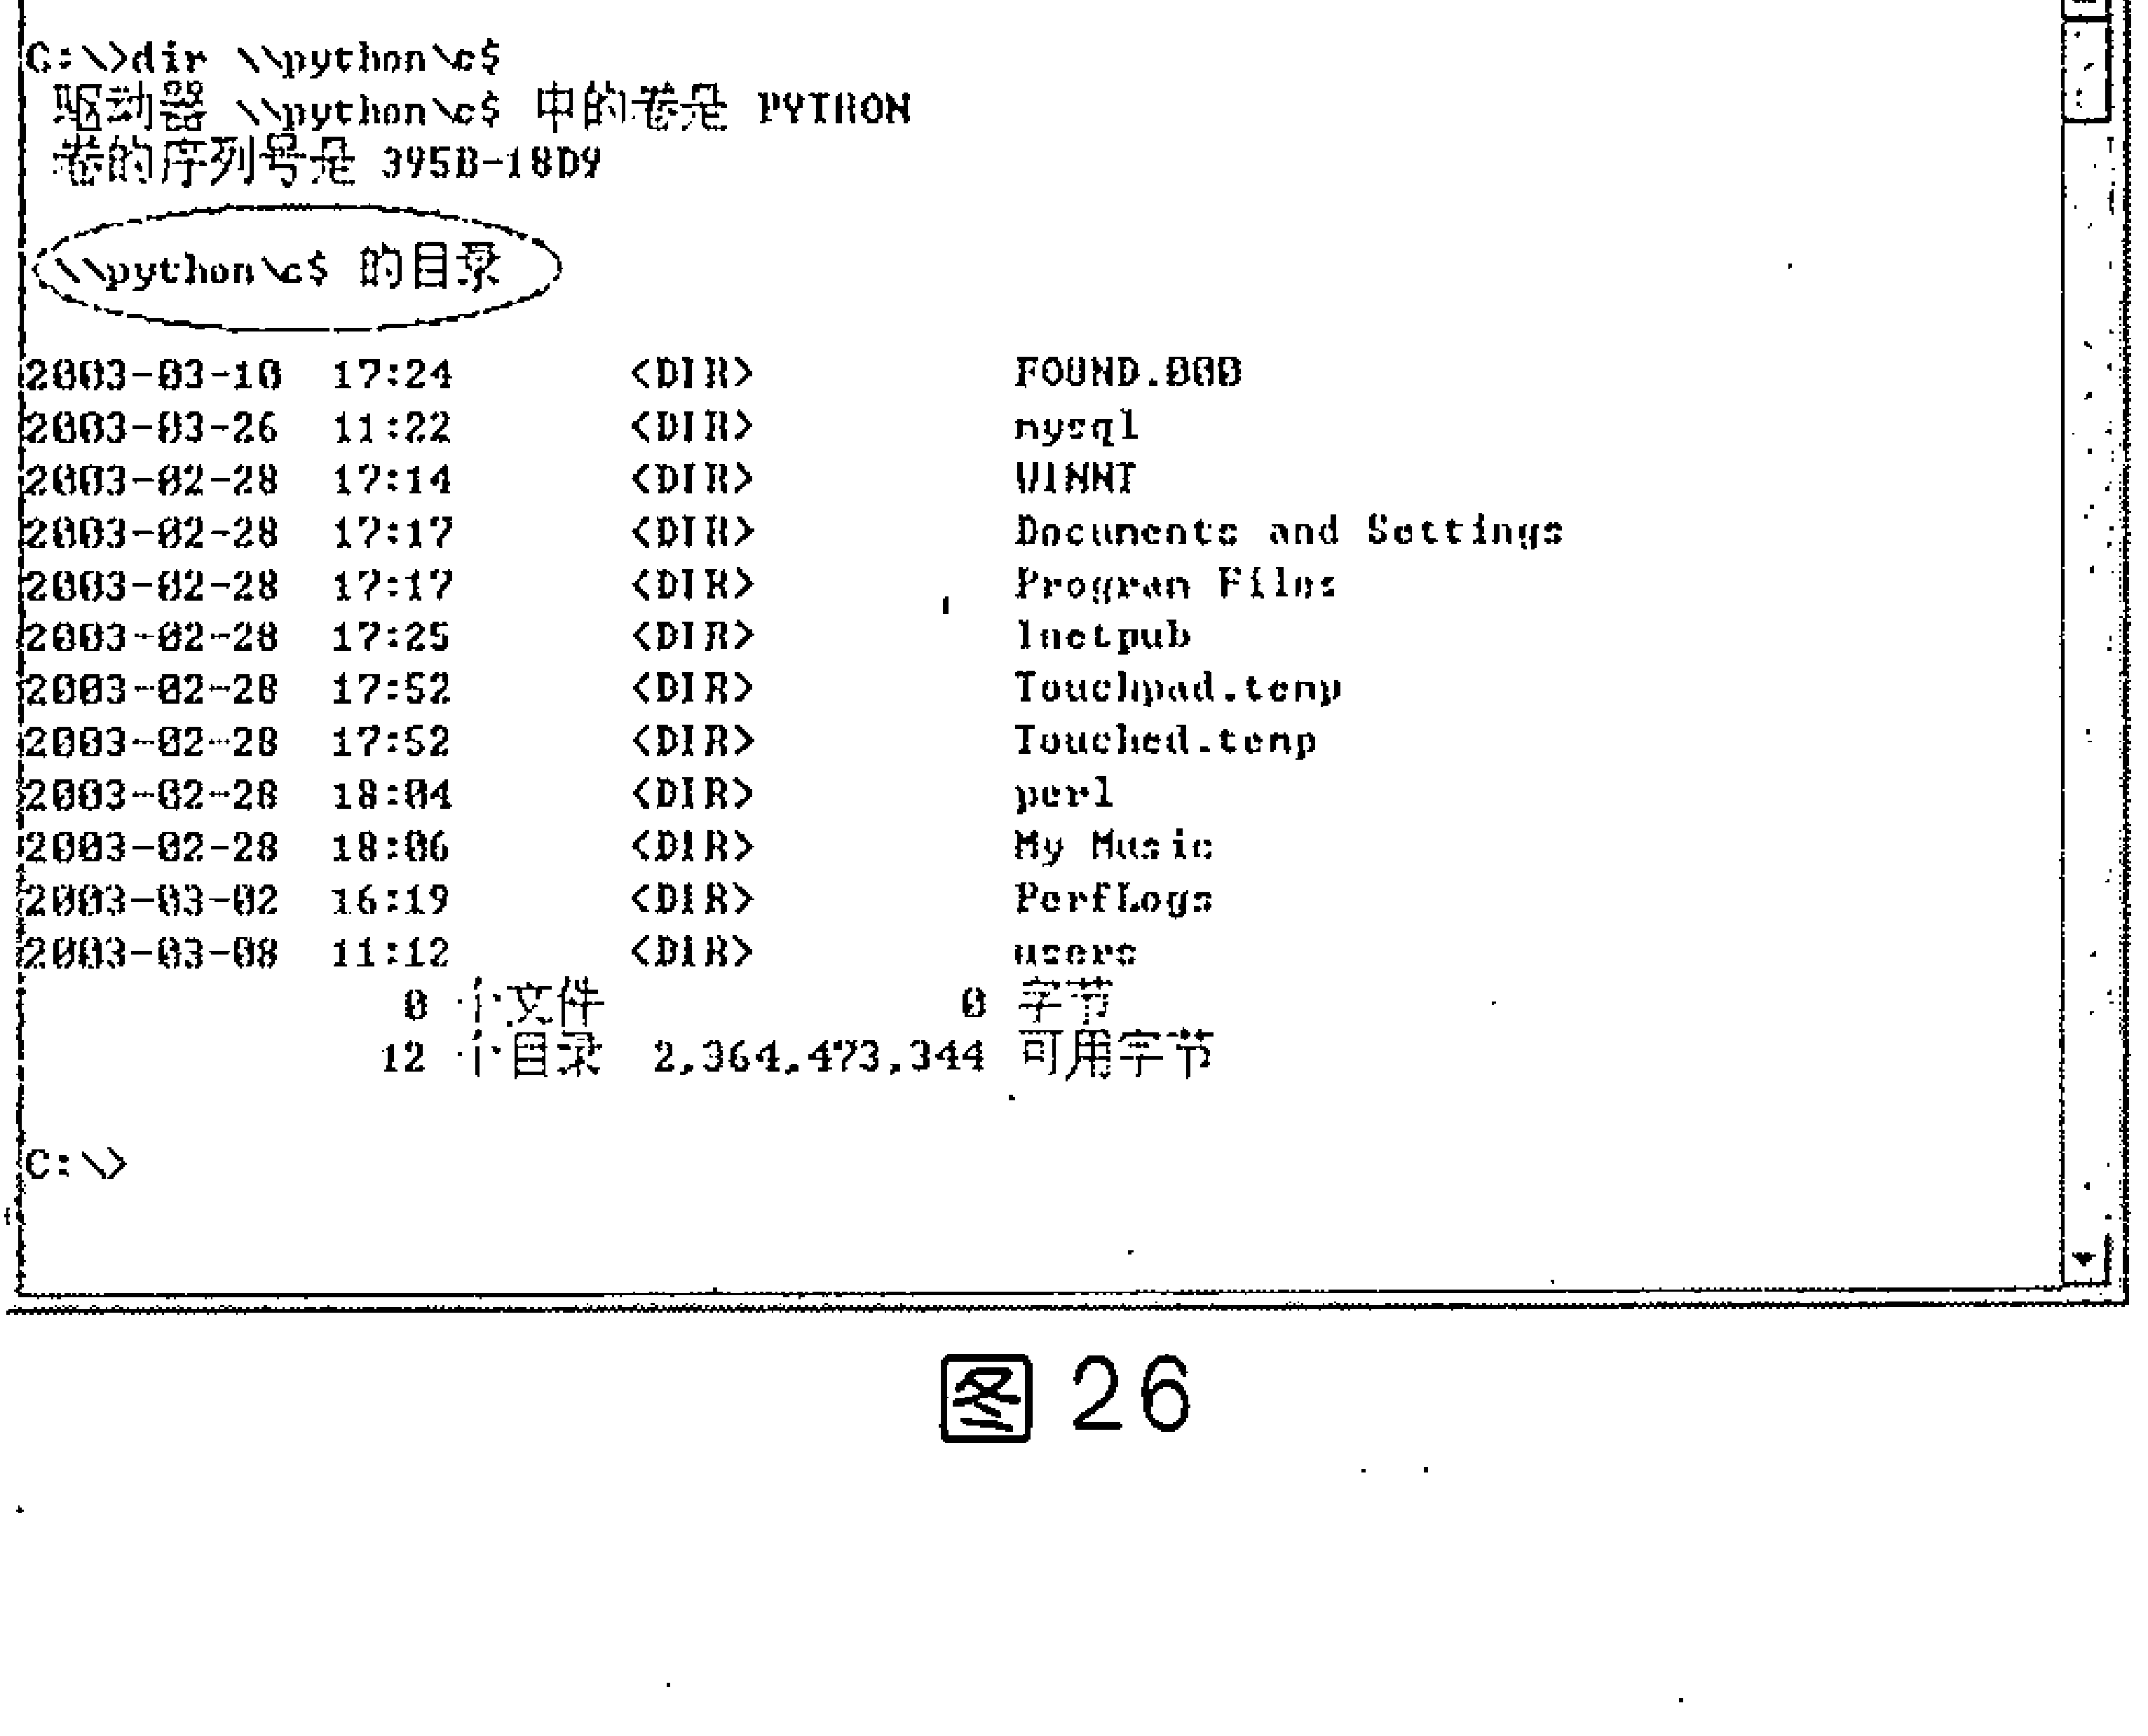 C:\>dir \\python\c$
驱动器 \\python\c$ 中的卷是 PYTHON
卷的序列号是 395B-18D9
\\python\c$ 的目录
2003-03-10 17:24 <DIR> FOUND.000
2003-03-26 11:22 <DIR> mysql
2003-02-28 17:14 <DIR> WINNT
2003-02-28 17:17 <DIR> Documents and Settings
2003-02-28 17:17 <DIR> Program Files
2003-02-28 17:25 <DIR> Inetpub
2003-02-28 17:52 <DIR> Touchpad.temp
2003-02-28 17:52 <DIR> Touched.temp
2003-02-28 18:04 <DIR> perl
2003-02-28 18:06 <DIR> My Music
2003-03-02 16:19 <DIR> PerfLogs
2003-03-08 11:12 <DIR> users
0 个文件 0 字节
12 个目录 2,364,473,344 可用字节
C:\>
图 26